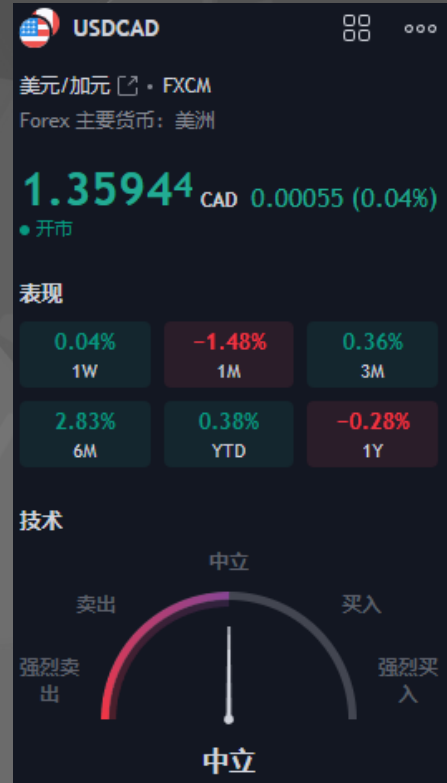 USDCAD
美元/加元 • FXCM
Forex 主要货币：美洲
1.35944 CAD 0.00055 (0.04%)
• 开市
表现
0.04% −1.48% 0.36%
1W 1M 3M
2.83% 0.38% −0.28%
6M YTD 1Y
技术
中立
卖出 买入
强烈卖出 强烈买入
中立